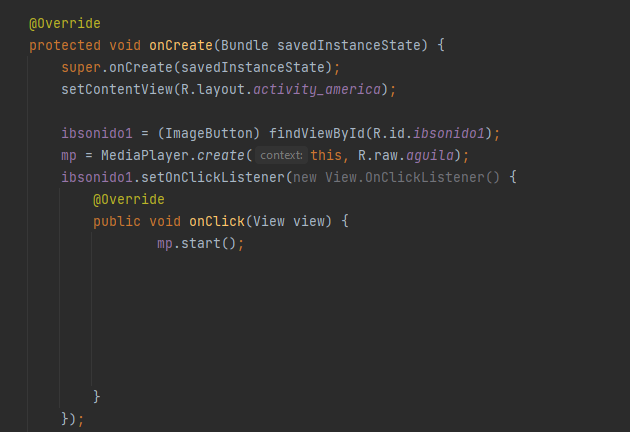 @Override
protected void onCreate(Bundle savedInstanceState) {
super.onCreate(savedInstanceState);
setContentView(R.layout.activity_america);
ibsonido1 = (ImageButton) findViewById(R.id.ibsonido1);
mp = MediaPlayer.create( context: this, R.raw.aguila);
ibsonido1.setOnClickListener(new View.OnClickListener() {
@Override
public void onClick(View view) {
mp.start();
}
});